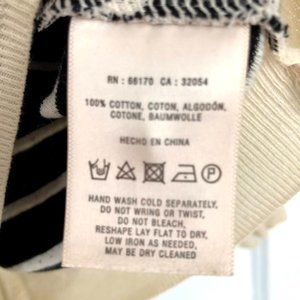 RN : 66170 CA : 32054
100% COTTON, COTON, ALGODÓN,
COTONE, BAUMWOLLE
HECHO EN CHINA
P
HAND WASH COLD SEPARATELY,
DO NOT WRING OR TWIST,
DO NOT BLEACH,
RESHAPE LAY FLAT TO DRY,
LOW IRON AS NEEDED,
MAY BE DRY CLEANED